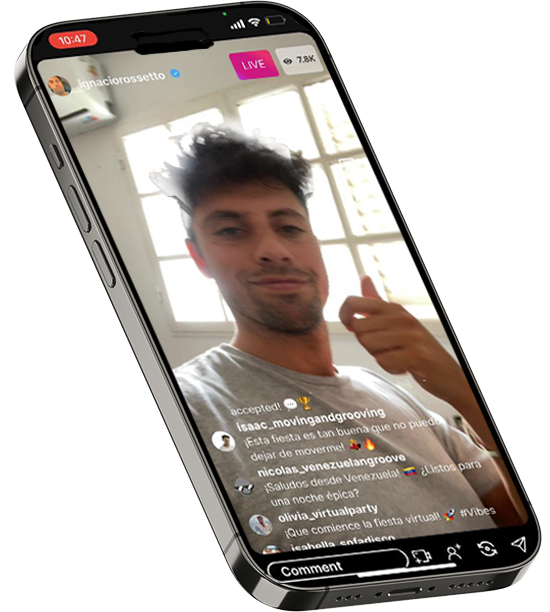 10:47
ignaciorossetto
LIVE
7.8K
accepted! 💬🏆
isaac_movingandgrooving
¡Esta fiesta es tan buena que no puedo
dejar de moverme! 💃🔥
nicolas_venezuelangroove
¡Saludos desde Venezuela! 🇻🇪 ¿Listos para
una noche épica?
olivia_virtualparty
¡Que comience la fiesta virtual! 🚀 #Vibes
isabella_sofadisco
Comment